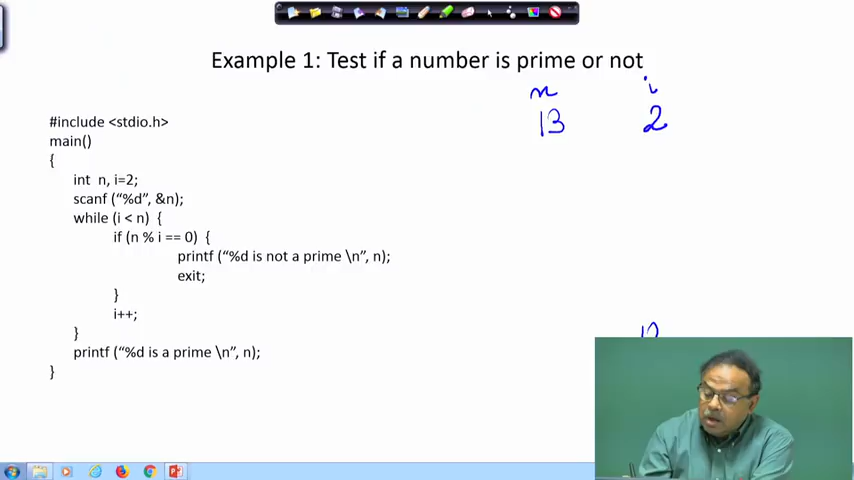 Example 1: Test if a number is prime or not
n i
13 2
#include <stdio.h>
main()
{
int n, i=2;
scanf (“%d”, &n);
while (i < n) {
if (n % i == 0) {
printf (“%d is not a prime \n”, n);
exit;
}
i++;
}
printf (“%d is a prime \n”, n);
}